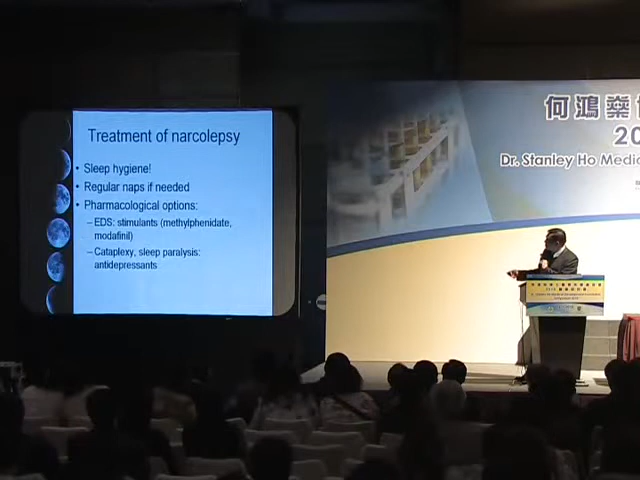 Treatment of narcolepsy
• Sleep hygiene!
• Regular naps if needed
• Pharmacological options:
– EDS: stimulants (methylphenidate,
modafinil)
– Cataplexy, sleep paralysis:
antidepressants
何鴻燊
20
Dr. Stanley Ho Medic